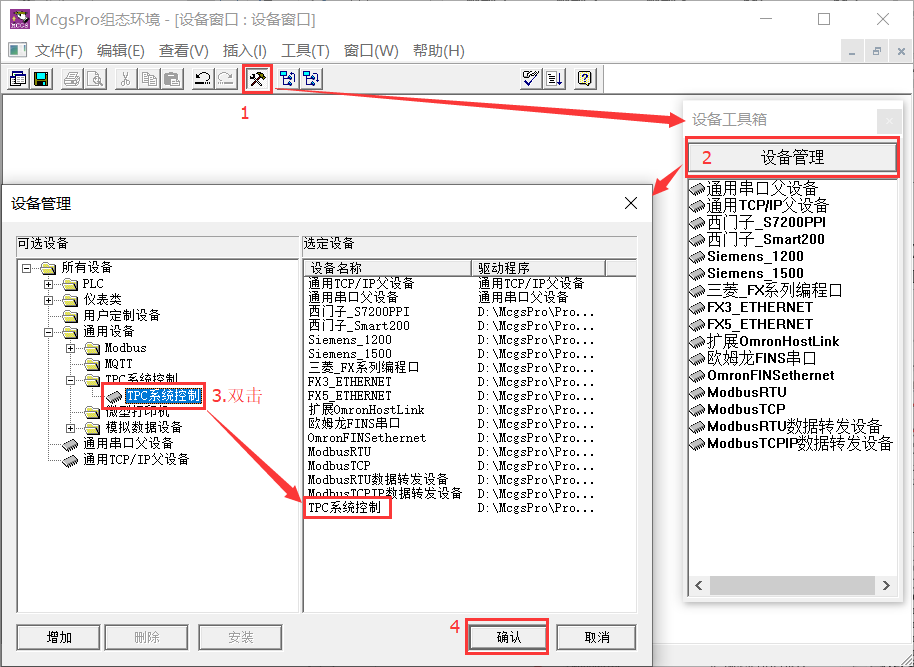 McgsPro组态环境 - [设备窗口 : 设备窗口]
文件(F) 编辑(E) 查看(V) 插入(I) 工具(T) 窗口(W) 帮助(H)
1
设备工具箱
2 设备管理
通用串口父设备
通用TCP/IP父设备
西门子_S7200PPI
西门子_Smart200
Siemens_1200
Siemens_1500
三菱_FX系列编程口
FX3_ETHERNET
FX5_ETHERNET
扩展OmronHostLink
欧姆龙FINS串口
OmronFINSethernet
ModbusRTU
ModbusTCP
ModbusRTU数据转发设备
ModbusTCPIP数据转发设备
设备管理
可选设备
所有设备
PLC
仪表类
用户定制设备
通用设备
Modbus
MQTT
TPC系统控制
TPC系统控制 3.双击
微型打印机
模拟数据设备
通用串口父设备
通用TCP/IP父设备
选定设备
设备名称 驱动程序
通用TCP/IP父设备 通用TCP/IP父设备
通用串口父设备 通用串口父设备
西门子_S7200PPI D:\McgsPro\Pro...
西门子_Smart200 D:\McgsPro\Pro...
Siemens_1200 D:\McgsPro\Pro...
Siemens_1500 D:\McgsPro\Pro...
三菱_FX系列编程口 D:\McgsPro\Pro...
FX3_ETHERNET D:\McgsPro\Pro...
FX5_ETHERNET D:\McgsPro\Pro...
扩展OmronHostLink D:\McgsPro\Pro...
欧姆龙FINS串口 D:\McgsPro\Pro...
OmronFINSethernet D:\McgsPro\Pro...
ModbusRTU D:\McgsPro\Pro...
ModbusTCP D:\McgsPro\Pro...
ModbusRTU数据转发设备 D:\McgsPro\Pro...
ModbusTCPIP数据转发设备 D:\McgsPro\Pro...
TPC系统控制 D:\McgsPro\Pro...
增加 删除 安装 4 确认 取消